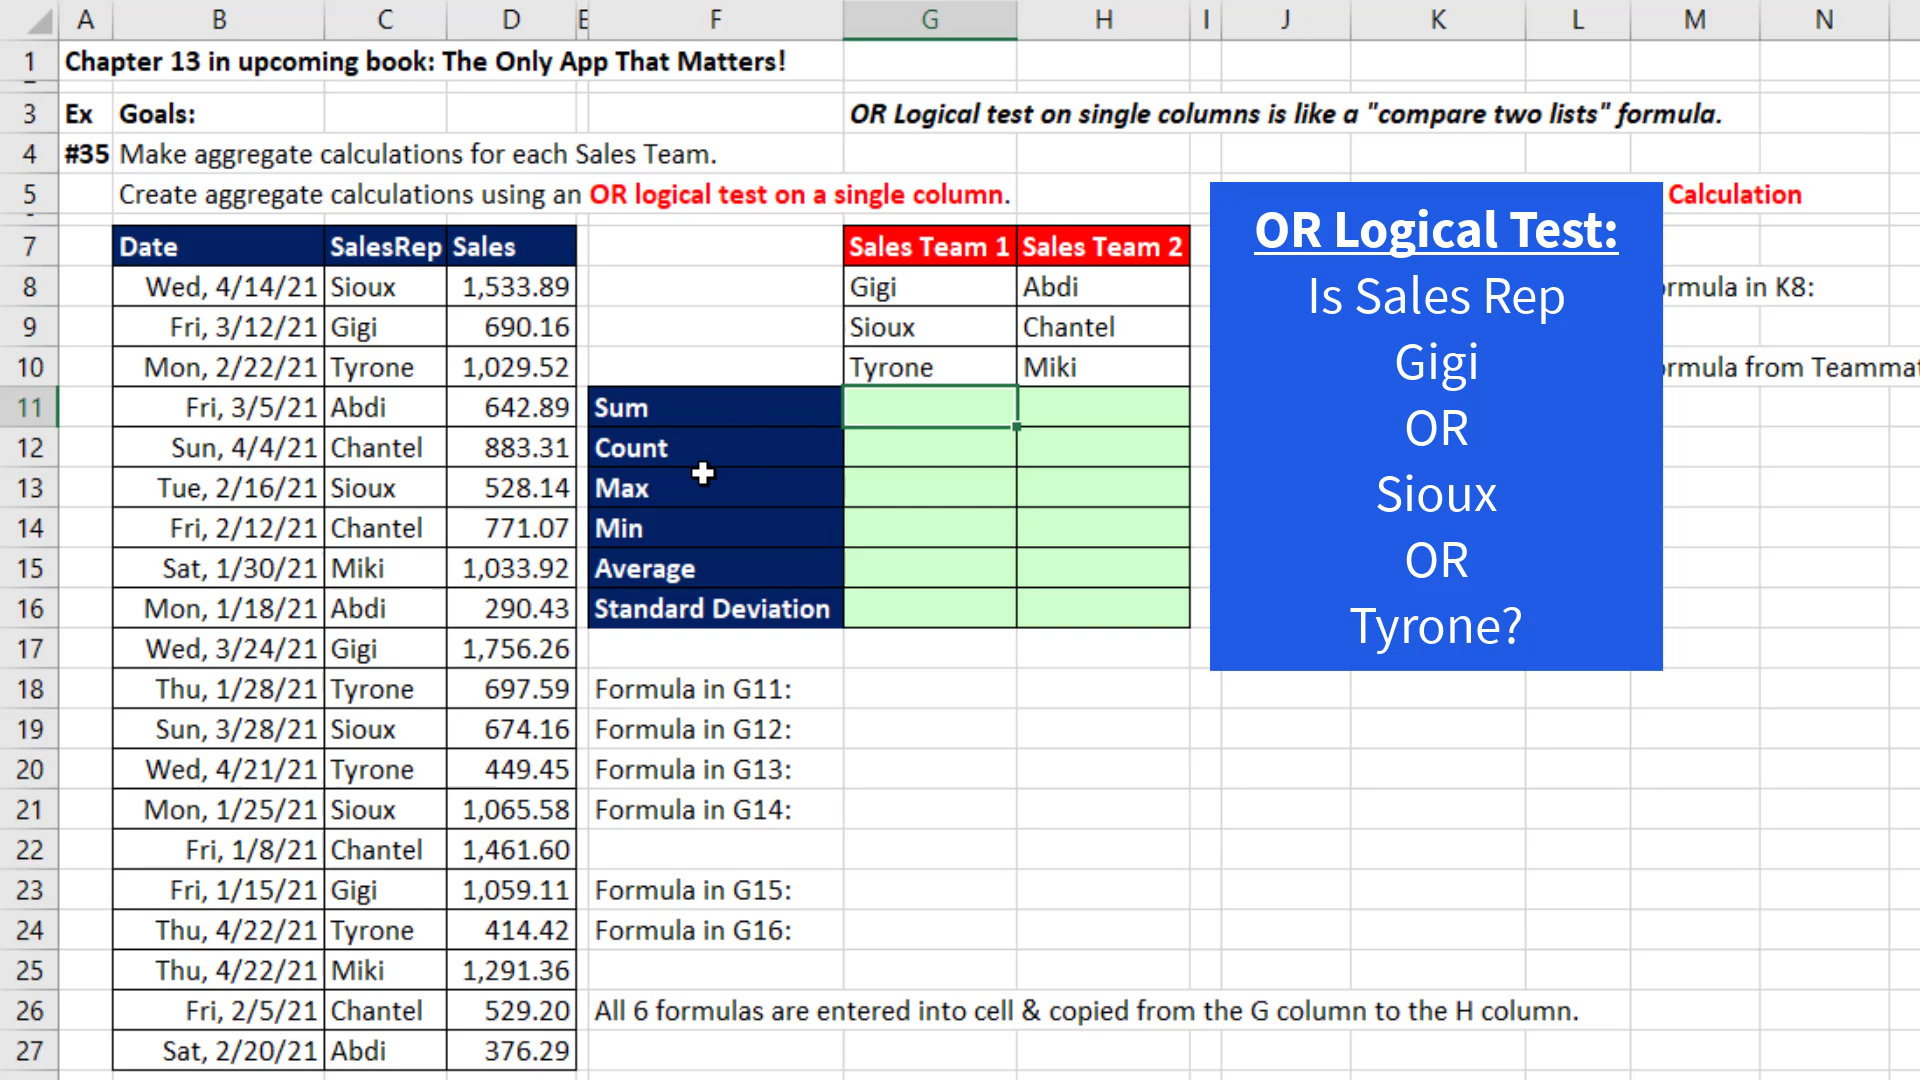 A B C D E F G H I J K L M N
1 Chapter 13 in upcoming book: The Only App That Matters!
3 Ex Goals: OR Logical test on single columns is like a "compare two lists" formula.
4 #35 Make aggregate calculations for each Sales Team.
5 Create aggregate calculations using an OR logical test on a single column. Calculation
7 Date SalesRep Sales Sales Team 1 Sales Team 2
8 Wed, 4/14/21 Sioux 1,533.89 Gigi Abdi rmula in K8:
9 Fri, 3/12/21 Gigi 690.16 Sioux Chantel
10 Mon, 2/22/21 Tyrone 1,029.52 Tyrone Miki rmula from Teammat
11 Fri, 3/5/21 Abdi 642.89 Sum
12 Sun, 4/4/21 Chantel 883.31 Count
13 Tue, 2/16/21 Sioux 528.14 Max
14 Fri, 2/12/21 Chantel 771.07 Min
15 Sat, 1/30/21 Miki 1,033.92 Average
16 Mon, 1/18/21 Abdi 290.43 Standard Deviation
17 Wed, 3/24/21 Gigi 1,756.26
18 Thu, 1/28/21 Tyrone 697.59 Formula in G11:
19 Sun, 3/28/21 Sioux 674.16 Formula in G12:
20 Wed, 4/21/21 Tyrone 449.45 Formula in G13:
21 Mon, 1/25/21 Sioux 1,065.58 Formula in G14:
22 Fri, 1/8/21 Chantel 1,461.60
23 Fri, 1/15/21 Gigi 1,059.11 Formula in G15:
24 Thu, 4/22/21 Tyrone 414.42 Formula in G16:
25 Thu, 4/22/21 Miki 1,291.36
26 Fri, 2/5/21 Chantel 529.20 All 6 formulas are entered into cell & copied from the G column to the H column.
27 Sat, 2/20/21 Abdi 376.29
OR Logical Test:
Is Sales Rep
Gigi
OR
Sioux
OR
Tyrone?